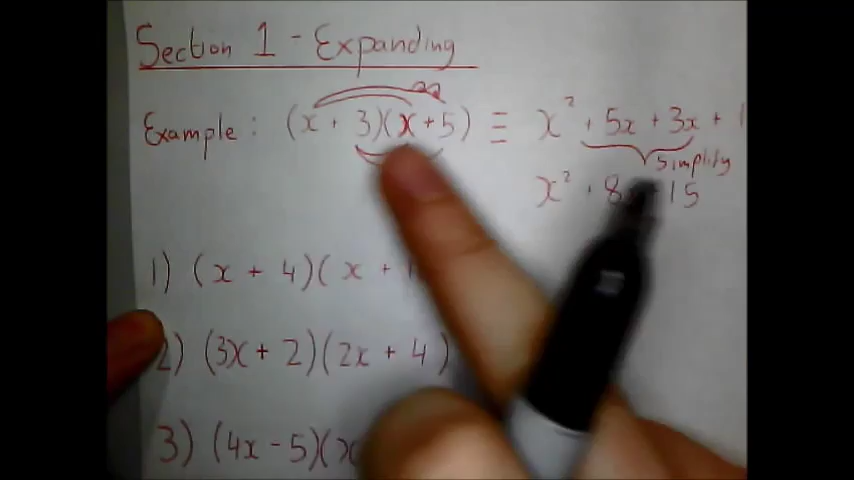 Section 1 - Expanding
Example : (x + 3)(x + 5) ≡ x² + 5x + 3x + 1
simplify
x² + 8 15
1) (x + 4)( x +
2) (3x + 2)(2x + 4)
3) (4x - 5)(x